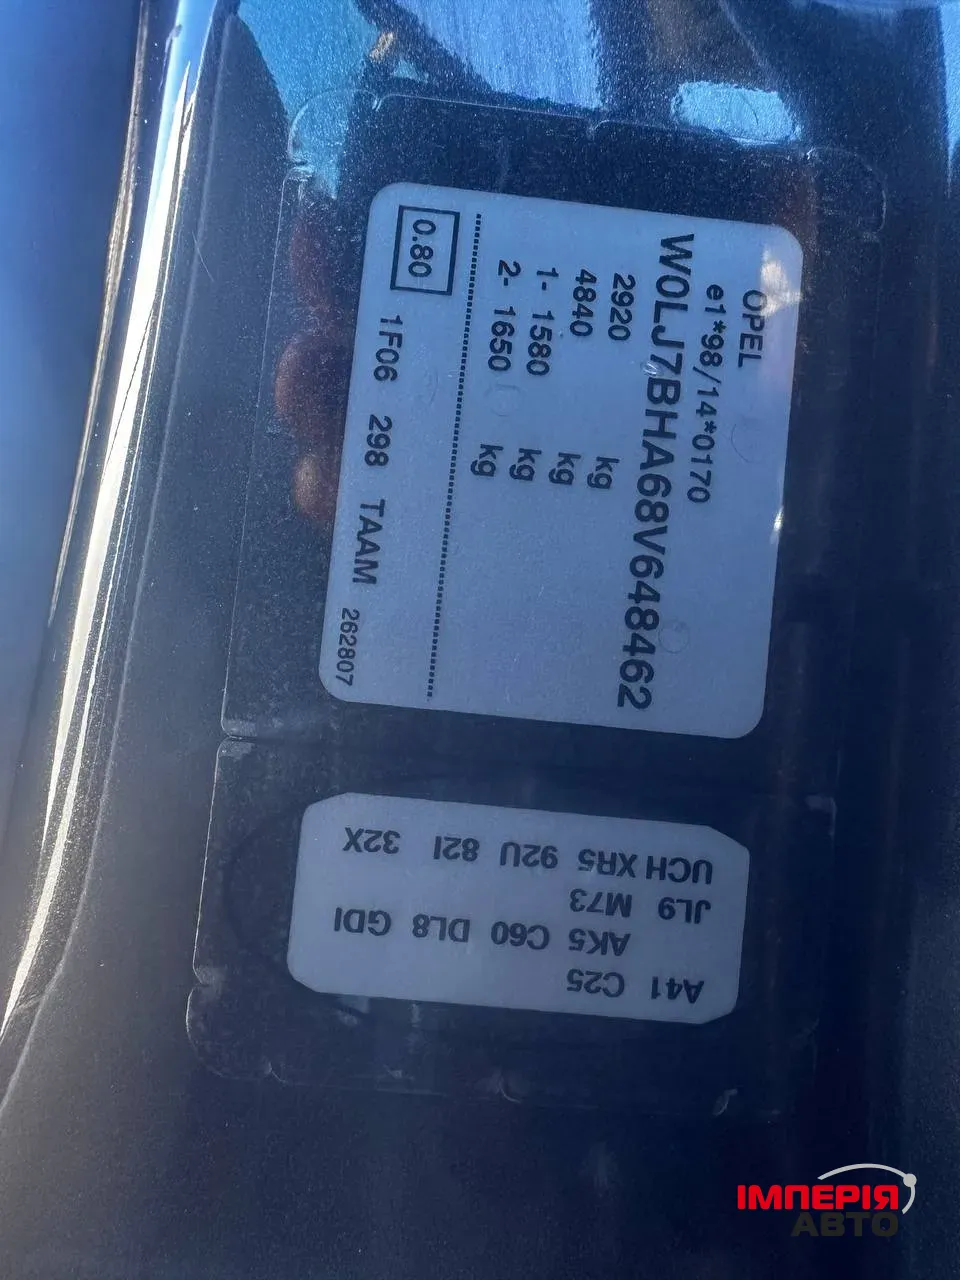 OPEL
e1*98/14*0170
W0LJ7BHA68V648462
2920 kg
4840 kg
1- 1580 kg
2- 1650 kg
0.80 1F06 298 TAAM 262807
A41 C25
AK5 C60 DL8 GDI
JL9 M73
UCH XR5 92U 82I 32X
ІМПЕРІЯ
АВТО